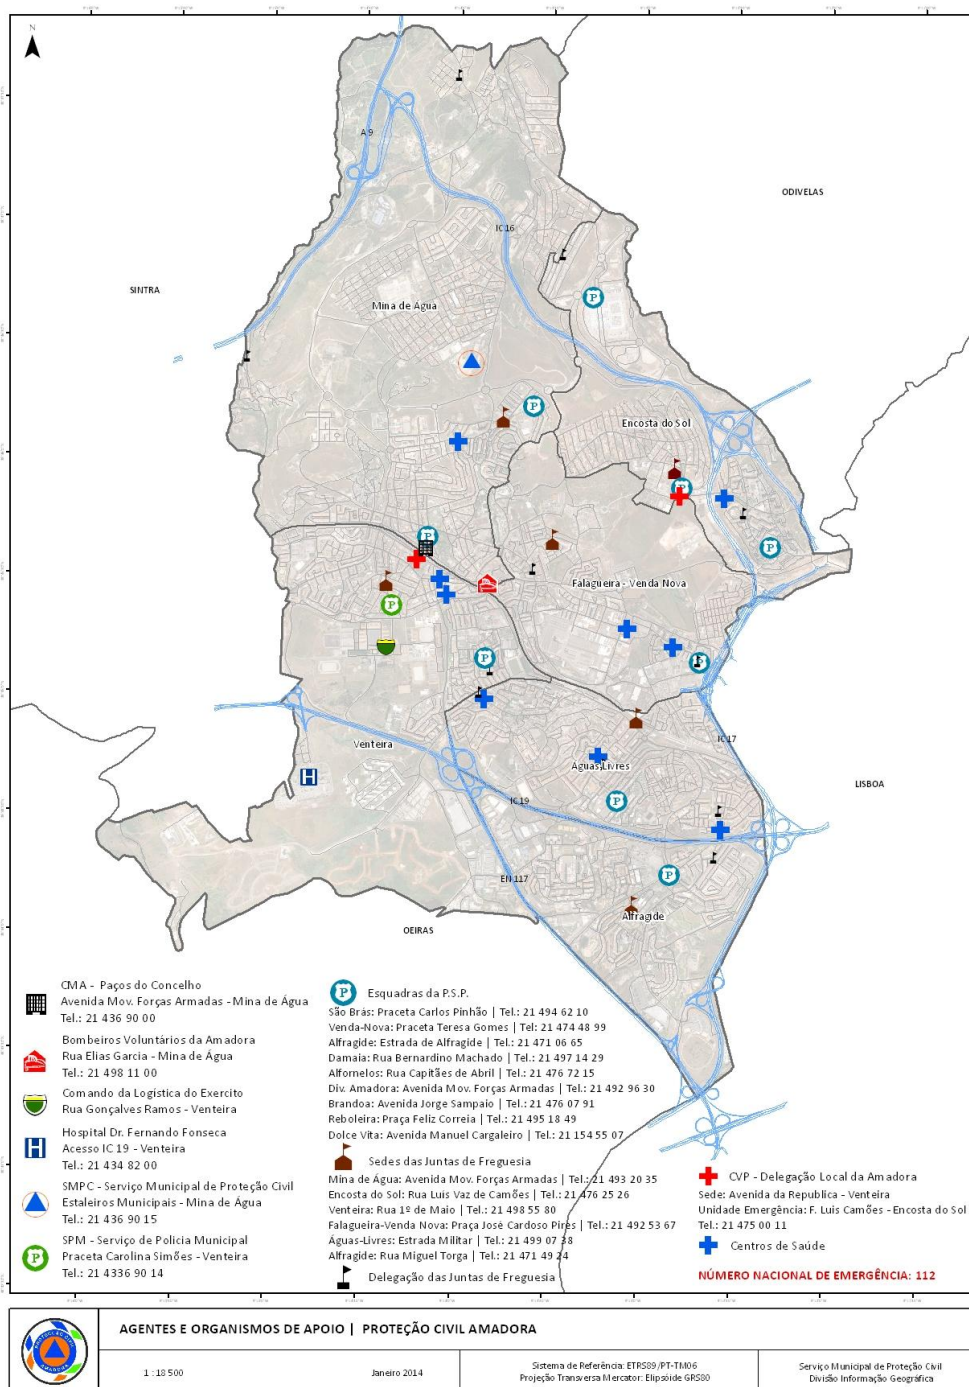 N
A 9
IC 16
ODIVELAS
SINTRA
Mina de Água
Encosta do Sol
Falagueira - Venda Nova
IC 17
Venteira
Águas Livres
LISBOA
IC 19
EN 117
Alfragide
OEIRAS
CMA - Paços do Concelho
Avenida Mov. Forças Armadas - Mina de Água
Tel.: 21 436 90 00
Bombeiros Voluntários da Amadora
Rua Elias Garcia - Mina de Água
Tel.: 21 498 11 00
Comando da Logística do Exercito
Rua Gonçalves Ramos - Venteira
Hospital Dr. Fernando Fonseca
Acesso IC 19 - Venteira
Tel.: 21 434 82 00
SMPC - Serviço Municipal de Proteção Civil
Estaleiros Municipais - Mina de Água
Tel.: 21 436 90 15
SPM - Serviço de Policia Municipal
Praceta Carolina Simões - Venteira
Tel.: 21 4336 90 14
Esquadras da P.S.P.
São Brás: Praceta Carlos Pinhão | Tel.: 21 494 62 10
Venda-Nova: Praceta Teresa Gomes | Tel: 21 474 48 99
Alfragide: Estrada de Alfragide | Tel.: 21 471 06 65
Damaia: Rua Bernardino Machado | Tel.: 21 497 14 29
Alfornelos: Rua Capitães de Abril | Tel.: 21 476 72 15
Div. Amadora: Avenida Mov. Forças Armadas | Tel.: 21 492 96 30
Brandoa: Avenida Jorge Sampaio | Tel.: 21 476 07 91
Reboleira: Praça Feliz Correia | Tel.: 21 495 18 49
Dolce Vita: Avenida Manuel Cargaleiro | Tel.: 21 154 55 07
Sedes das Juntas de Freguesia
Mina de Água: Avenida Mov. Forças Armadas | Tel.: 21 493 20 35
Encosta do Sol: Rua Luis Vaz de Camões | Tel.: 21 476 25 26
Venteira: Rua 1º de Maio | Tel.: 21 498 55 80
Falagueira-Venda Nova: Praça José Cardoso Pires | Tel.: 21 492 53 67
Águas-Livres: Estrada Militar | Tel.: 21 499 07 38
Alfragide: Rua Miguel Torga | Tel.: 21 471 49 24
Delegação das Juntas de Freguesia
CVP - Delegação Local da Amadora
Sede: Avenida da Republica - Venteira
Unidade Emergência: F. Luis Camões - Encosta do Sol
Tel.: 21 475 00 11
Centros de Saúde
NÚMERO NACIONAL DE EMERGÊNCIA: 112
PROTECÇÃO CIVIL
AMADORA
AGENTES E ORGANISMOS DE APOIO | PROTEÇÃO CIVIL AMADORA
1 : 18 500
Janeiro 2014
Sistema de Referência: ETRS89/PT-TM06
Projeção Transversa Mercator: Elipsóide GRS80
Serviço Municipal de Proteção Civil
Divisão Informação Geográfica